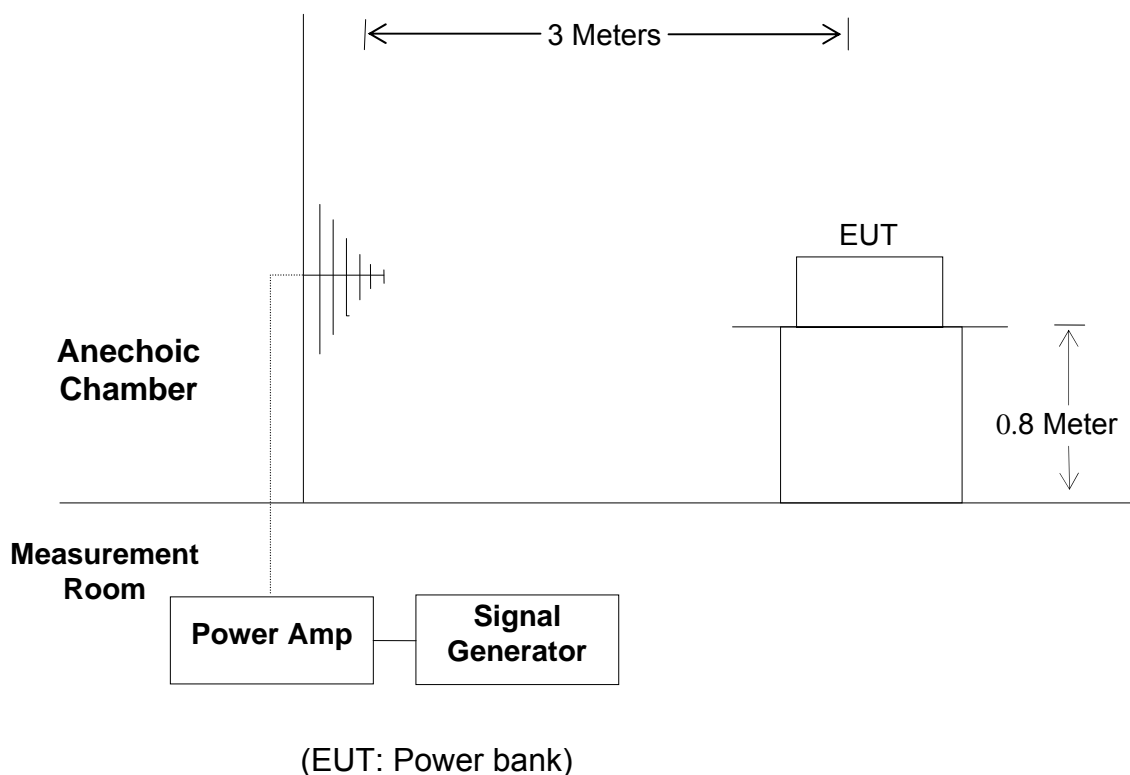 3 Meters
EUT
Anechoic
Chamber
0.8 Meter
Measurement
Room
Power Amp
Signal
Generator
(EUT: Power bank)